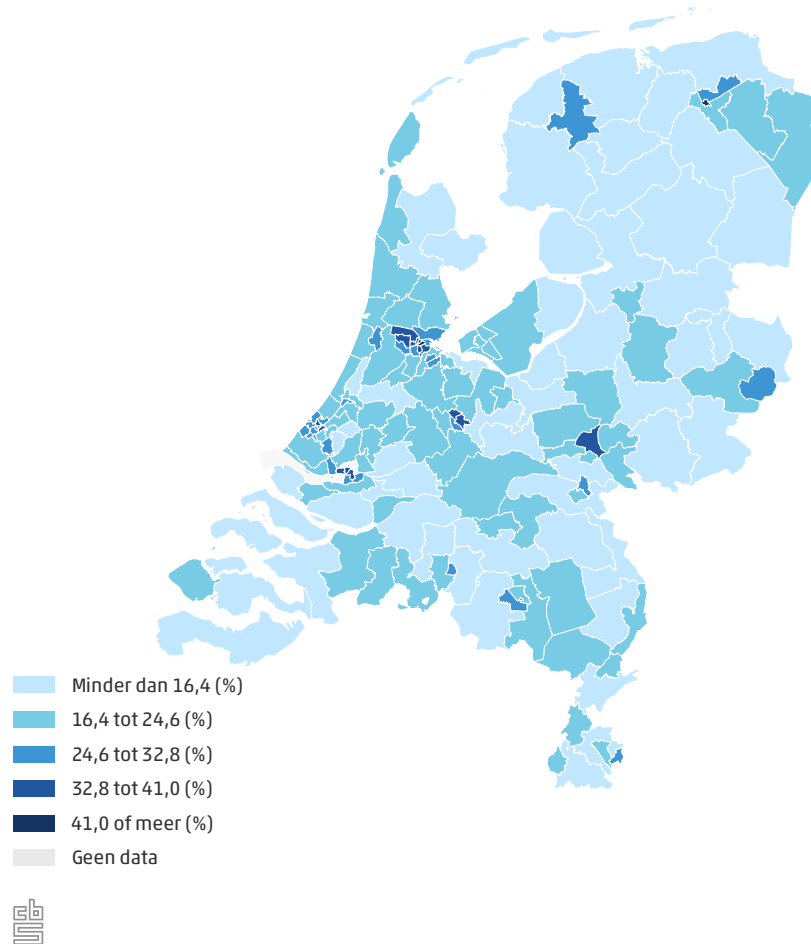 Minder dan 16,4 (%)
16,4 tot 24,6 (%)
24,6 tot 32,8 (%)
32,8 tot 41,0 (%)
41,0 of meer (%)
Geen data
cbs